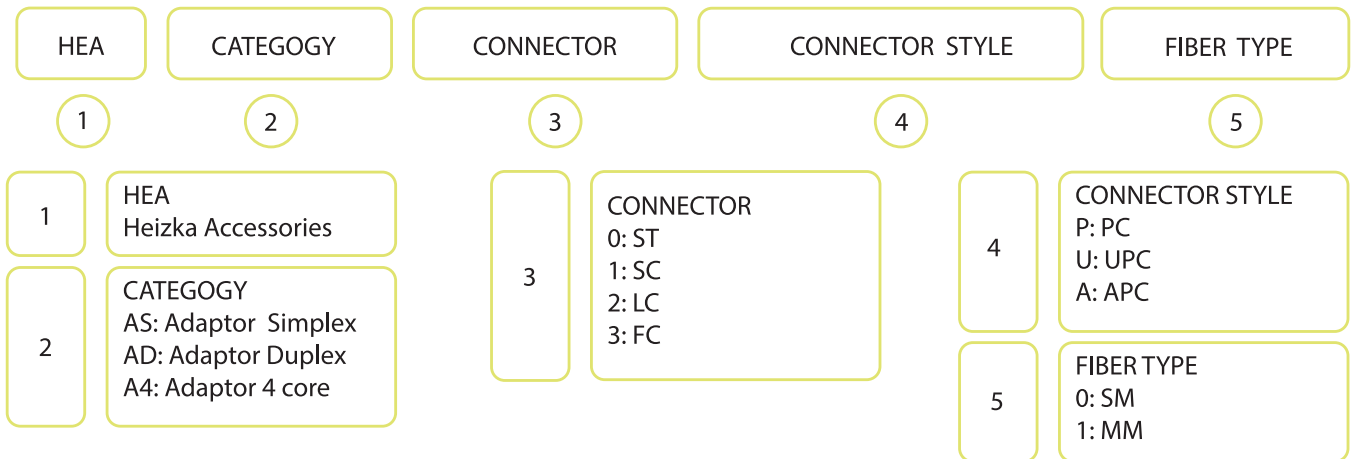 HEA
CATEGOGY
CONNECTOR
CONNECTOR STYLE
FIBER TYPE
1
2
3
4
5
1
HEA
Heizka Accessories
2
CATEGOGY
AS: Adaptor Simplex
AD: Adaptor Duplex
A4: Adaptor 4 core
3
CONNECTOR
0: ST
1: SC
2: LC
3: FC
4
CONNECTOR STYLE
P: PC
U: UPC
A: APC
5
FIBER TYPE
0: SM
1: MM